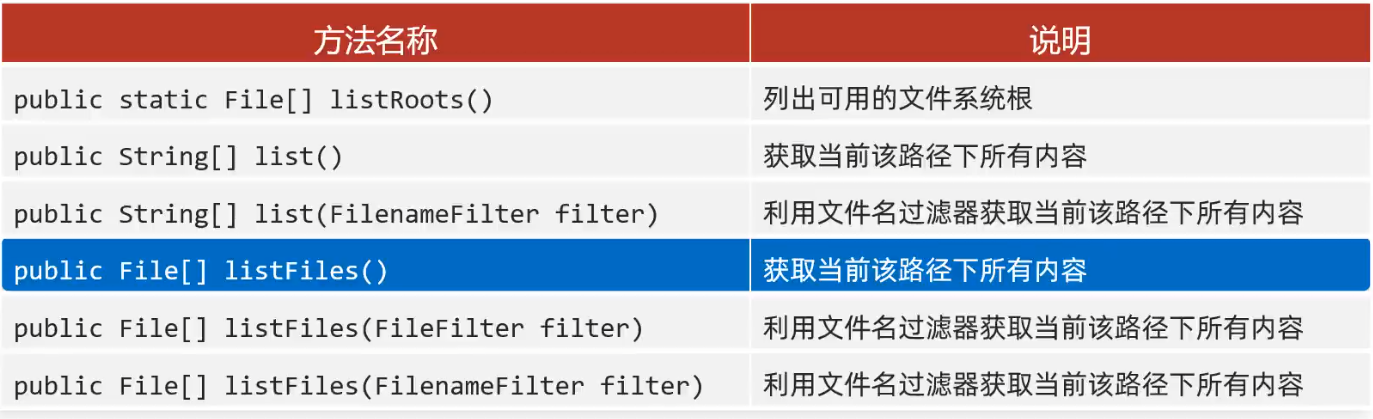 方法名称 说明
public static File[] listRoots() 列出可用的文件系统根
public String[] list() 获取当前该路径下所有内容
public String[] list(FilenameFilter filter) 利用文件名过滤器获取当前该路径下所有内容
public File[] listFiles() 获取当前该路径下所有内容
public File[] listFiles(FileFilter filter) 利用文件名过滤器获取当前该路径下所有内容
public File[] listFiles(FilenameFilter filter) 利用文件名过滤器获取当前该路径下所有内容